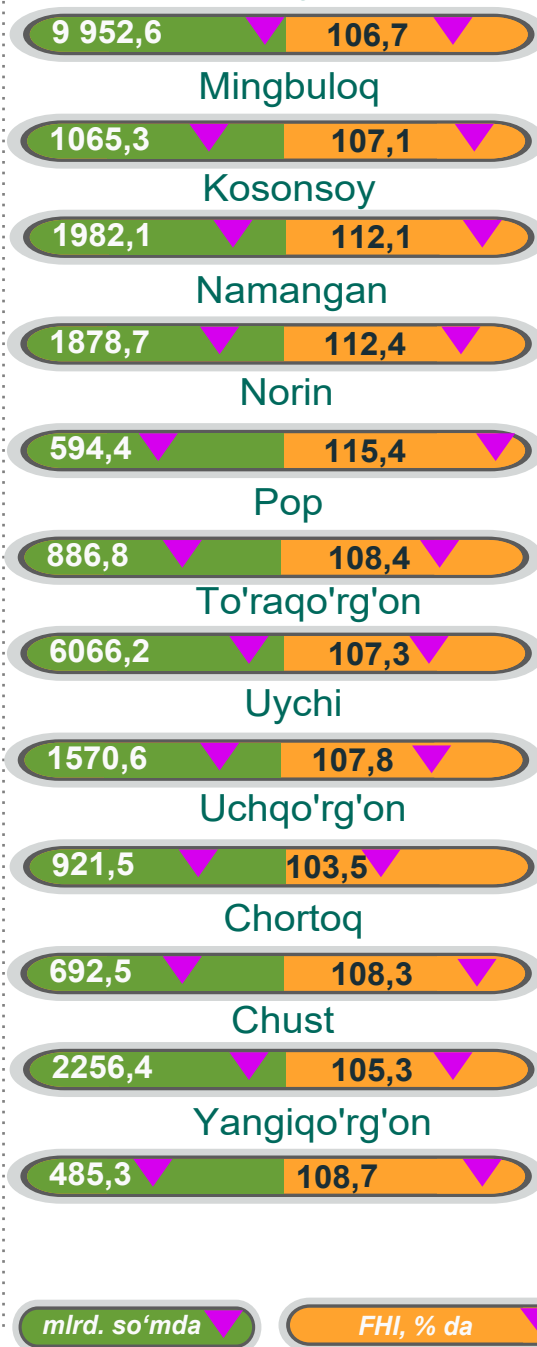 9 952,6 106,7
Mingbuloq
1065,3 107,1
Kosonsoy
1982,1 112,1
Namangan
1878,7 112,4
Norin
594,4 115,4
Pop
886,8 108,4
To'raqo'rg'on
6066,2 107,3
Uychi
1570,6 107,8
Uchqo'rg'on
921,5 103,5
Chortoq
692,5 108,3
Chust
2256,4 105,3
Yangiqo'rg'on
485,3 108,7
mlrd. so‘mda FHI, % da